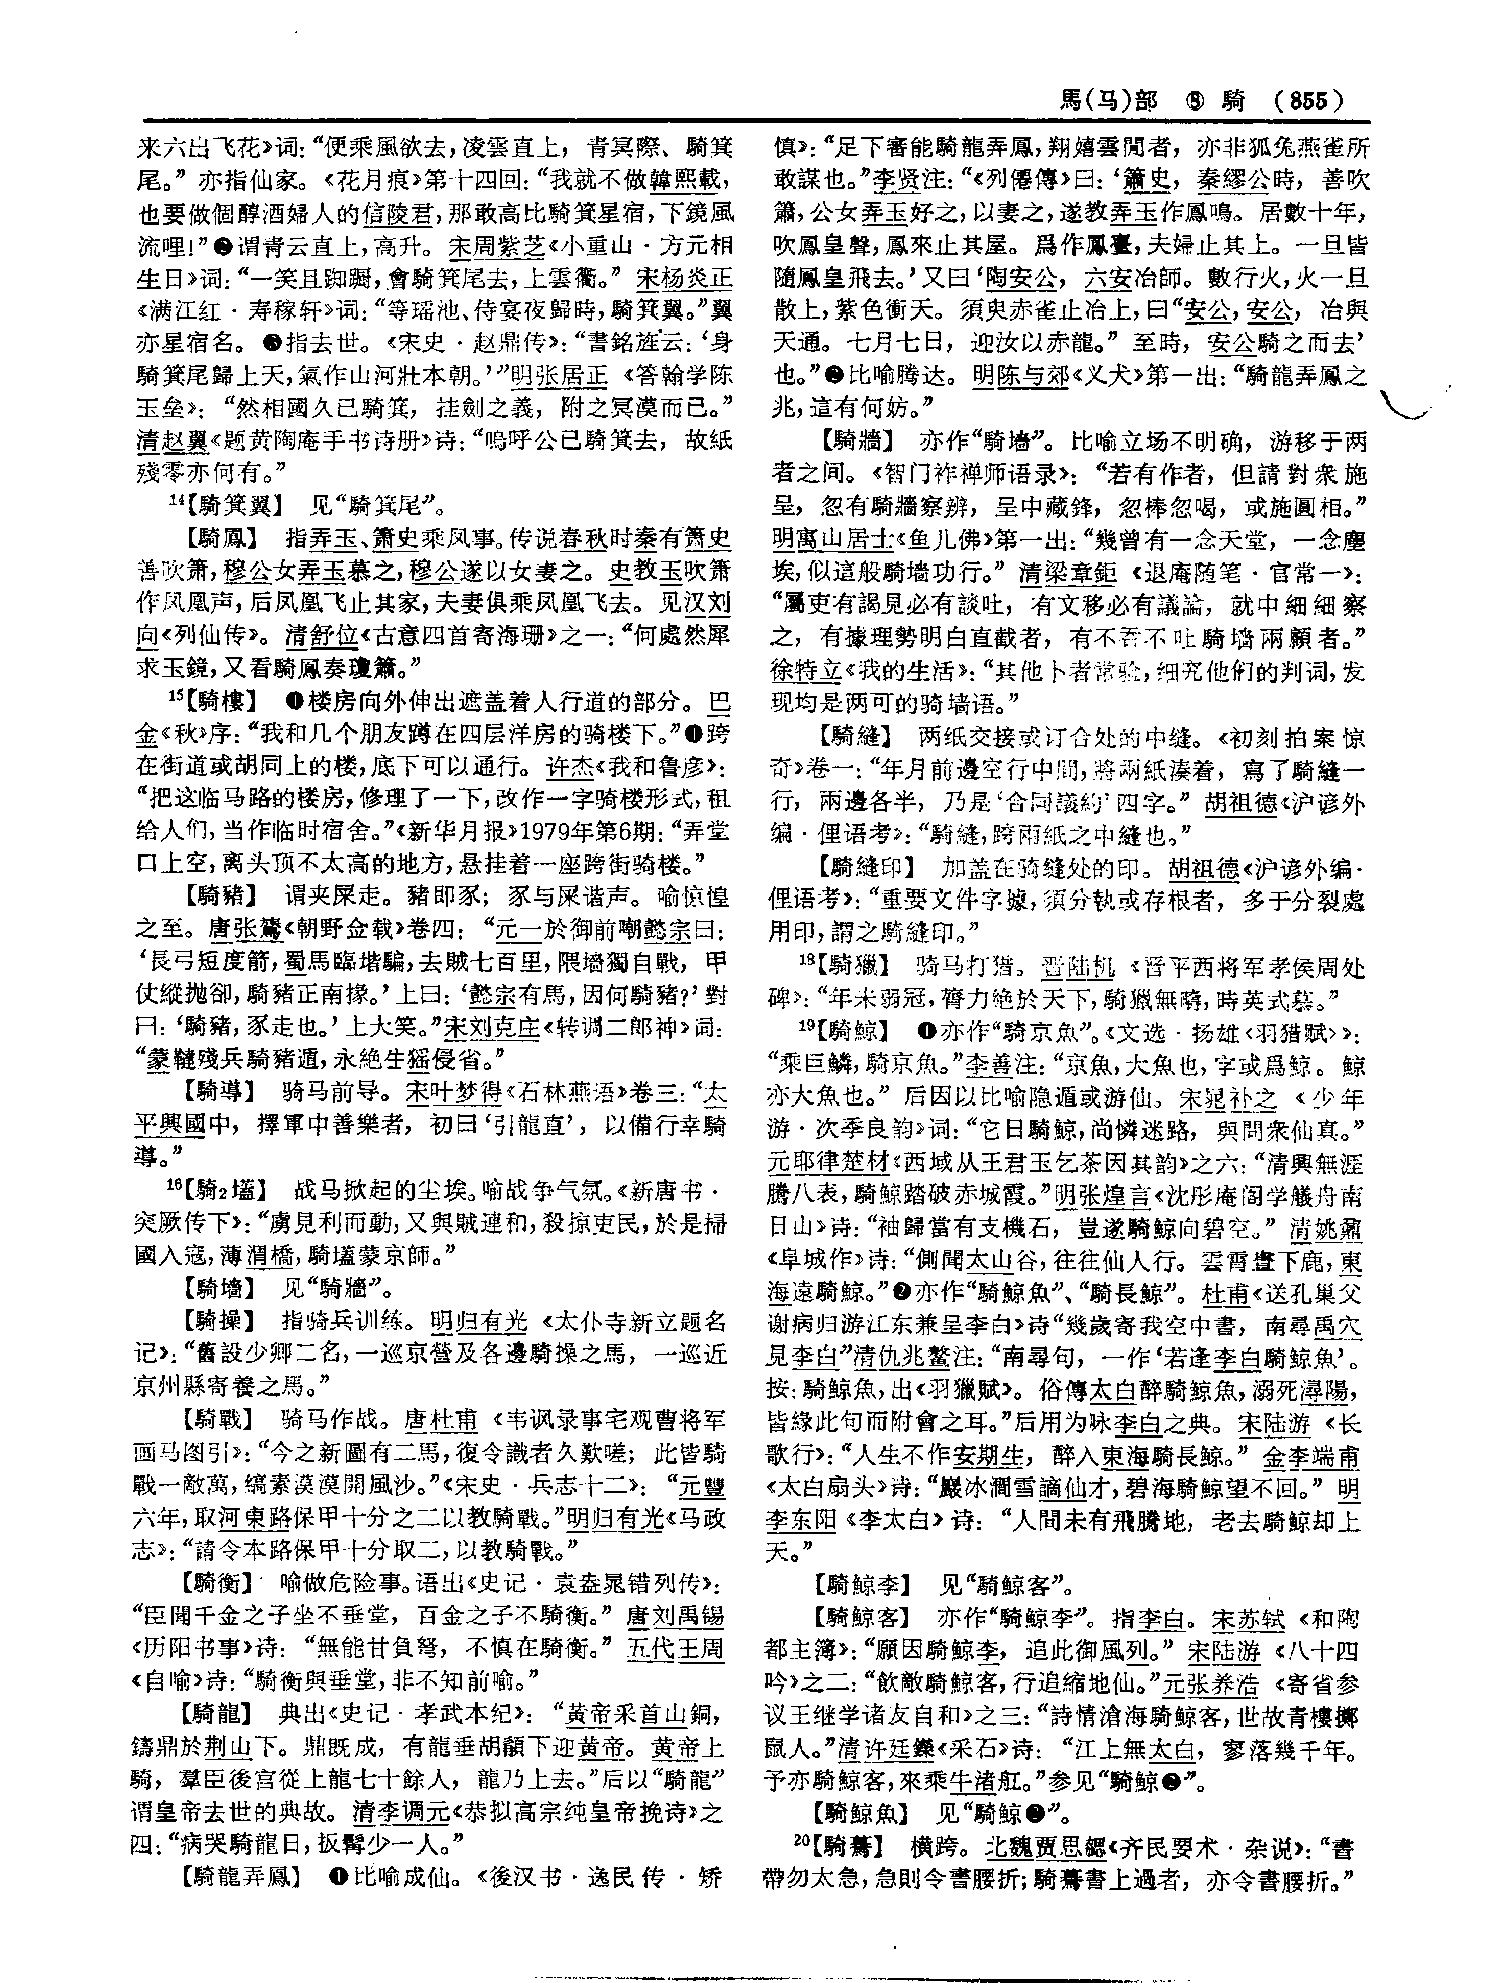 馬(马)部 ⑧ 騎 (855)
来六出飞花》词：“便乘風欲去，凌雲直上，青冥際、騎箕
尾。”亦指仙家。《花月痕》第十四回：“我就不做韓熙載，
也要做個醇酒婦人的信陵君，那敢高比騎箕星宿，下鏡風
流哩！”❷谓青云直上，高升。宋周紫芝《小重山·方元相
生日》词：“一笑且踟蹰，會騎箕尾去，上雲衢。”宋杨炎正
《满江红·寿稼轩》词：“等瑶池、侍宴夜歸時，騎箕翼。”翼
亦星宿名。❸指去世。《宋史·赵鼎传》：“書銘旌云：‘身
騎箕尾歸上天，氣作山河壯本朝。’”明张居正《答翰学陈
玉垒》：“然相國久已騎箕，挂劍之義，附之冥漠而已。”
清赵翼《题黄陶庵手书诗册》诗：“嗚呼公已騎箕去，故紙
殘零亦何有。”
14【騎箕翼】 见“騎箕尾”。
【騎鳳】 指弄玉、箫史乘凤事。传说春秋时秦有箫史
善吹箫，穆公女弄玉慕之，穆公遂以女妻之。史教玉吹箫
作凤凰声，后凤凰飞止其家，夫妻俱乘凤凰飞去。见汉刘
向《列仙传》。清舒位《古意四首寄海珊》之一：“何處然犀
求玉鏡，又看騎鳳奏瓊簫。”
15【騎樓】 ❶楼房向外伸出遮盖着人行道的部分。巴
金《秋》序：“我和几个朋友蹲在四层洋房的骑楼下。”❶跨
在街道或胡同上的楼，底下可以通行。许杰《我和鲁彦》：
“把这临马路的楼房，修理了一下，改作一字骑楼形式，租
给人们，当作临时宿舍。”《新华月报》1979年第6期：“弄堂
口上空，离头顶不太高的地方，悬挂着一座跨街骑楼。”
【騎豬】 谓夹屎走。豬即豕；豕与屎谐声。喻惊惶
之至。唐张鷟《朝野佥载》卷四：“元一於御前嘲懿宗曰：
‘長弓短度箭，蜀馬臨堦騙，去賊七百里，隈墻獨自戰，甲
仗縱抛卻，騎豬正南㨆。’上曰：‘懿宗有馬，因何騎豬？’對
曰：‘騎豬，豕走也。’上大笑。”宋刘克庄《转调二郎神》词：
“蒙韃殘兵騎豬遁，永絶生猺侵省。”
【騎導】 骑马前导。宋叶梦得《石林燕语》卷三：“太
平興國中，擇軍中善樂者，初曰‘引龍直’，以備行幸騎
導。”
16【騎₂壒】 战马掀起的尘埃。喻战争气氛。《新唐书·
突厥传下》：“虜見利而動，又與賊連和，殺掠吏民，於是掃
國入寇，薄渭橋，騎壒蒙京師。”
【騎墻】 见“騎牆”。
【騎操】 指骑兵训练。明归有光《太仆寺新立题名
记》：“舊設少卿二名，一巡京營及各邊騎操之馬，一巡近
京州縣寄養之馬。”
【騎戰】 骑马作战。唐杜甫《韦讽录事宅观曹将军
画马图引》：“今之新圖有二馬，復令識者久歎嗟；此皆騎
戰一敵萬，縞素漠漠開風沙。”《宋史·兵志十二》：“元豐
六年，取河東路保甲十分之二以教騎戰。”明归有光《马政
志》：“請令本路保甲十分取二，以教騎戰。”
【騎衡】 喻做危险事。语出《史记·袁盎晁错列传》：
“臣聞千金之子坐不垂堂，百金之子不騎衡。”唐刘禹锡
《历阳书事》诗：“無能甘負弩，不慎在騎衡。”五代王周
《自喻》诗：“騎衡與垂堂，非不知前喻。”
【騎龍】 典出《史记·孝武本纪》：“黄帝采首山銅，
鑄鼎於荆山下。鼎既成，有龍垂胡髯下迎黄帝。黄帝上
騎，羣臣後宫從上龍七十餘人，龍乃上去。”后以“騎龍”
谓皇帝去世的典故。清李调元《恭拟高宗纯皇帝挽诗》之
四：“病哭騎龍日，扳髯少一人。”
【騎龍弄鳳】 ❶比喻成仙。《後汉书·逸民传·矫
慎》：“足下審能騎龍弄鳳，翔嬉雲間者，亦非狐兔燕雀所
敢謀也。”李贤注：“《列僊傳》曰：‘簫史，秦繆公時，善吹
簫，公女弄玉好之，以妻之，遂教弄玉作鳳鳴。居數十年，
吹鳳皇聲，鳳來止其屋。爲作鳳臺，夫婦止其上。一旦皆
隨鳳皇飛去。’又曰‘陶安公，六安冶師。數行火，火一旦
散上，紫色衝天。須臾赤雀止冶上，曰“安公，安公，冶與
天通。七月七日，迎汝以赤龍。”至時，安公騎之而去’
也。”❷比喻腾达。明陈与郊《义犬》第一出：“騎龍弄鳳之
兆，這有何妨。”
【騎牆】 亦作“騎墻”。比喻立场不明确，游移于两
者之间。《智门祚禅师语录》：“若有作者，但請對衆施
呈，忽有騎牆察辨，呈中藏鋒，忽棒忽喝，或施圓相。”
明寓山居士《鱼儿佛》第一出：“幾曾有一念天堂，一念塵
埃，似這般騎墻功行。”清梁章鉅《退庵随笔·官常一》：
“屬吏有謁見必有談吐，有文移必有議論，就中細細察
之，有據理勢明白直截者，有不吞不吐騎墻兩顧者。”
徐特立《我的生活》：“其他卜者常验，细究他们的判词，发
现均是两可的骑墙语。”
【騎縫】 两纸交接或订合处的中缝。《初刻拍案惊
奇》卷一：“年月前邊空行中間，將兩紙湊着，寫了騎縫一
行，兩邊各半，乃是‘合同議約’四字。”胡祖德《沪谚外
编·俚语考》：“騎縫，跨兩紙之中縫也。”
【騎縫印】 加盖在骑缝处的印。胡祖德《沪谚外编·
俚语考》：“重要文件字據，須分執或存根者，多于分裂處
用印，謂之騎縫印。”
18【騎獵】 骑马打猎。晋陆机《晋平西将军孝侯周处
碑》：“年未弱冠，膂力絶於天下，騎獵無疇，時英式慕。”
19【騎鯨】 ❶亦作“騎京魚”。《文选·扬雄〈羽猎赋〉》：
“乘巨鱗，騎京魚。”李善注：“京魚，大魚也，字或爲鯨。鯨
亦大魚也。”后因以比喻隐遁或游仙。宋晁补之《少年
游·次季良韵》词：“它日騎鯨，尚憐迷路，與問衆仙真。”
元耶律楚材《西域从王君玉乞茶因其韵》之六：“清興無涯
騰八表，騎鯨踏破赤城霞。”明张煌言《沈彤庵阁学艤舟南
日山》诗：“袖歸當有支機石，豈遂騎鯨向碧空。”清姚鼐
《阜城作》诗：“側聞太山谷，往往仙人行。雲霄晝下鹿，東
海遠騎鯨。”❷亦作“騎鯨魚”、“騎長鯨”。杜甫《送孔巢父
谢病归游江东兼呈李白》诗“幾歲寄我空中書，南尋禹穴
見李白”清仇兆鳌注：“南尋句，一作‘若逢李白騎鯨魚’。
按：騎鯨魚，出《羽獵賦》。俗傳太白醉騎鯨魚，溺死潯陽，
皆緣此句而附會之耳。”后用为咏李白之典。宋陆游《长
歌行》：“人生不作安期生，醉入東海騎長鯨。”金李端甫
《太白扇头》诗：“巖冰澗雪謫仙才，碧海騎鯨望不回。”明
李东阳《李太白》诗：“人間未有飛騰地，老去騎鯨却上
天。”
【騎鯨李】 见“騎鯨客”。
【騎鯨客】 亦作“騎鯨李”。指李白。宋苏轼《和陶
都主簿》：“願因騎鯨李，追此御風列。”宋陆游《八十四
吟》之二：“飲敵騎鯨客，行追縮地仙。”元张养浩《寄省参
议王继学诸友自和》之三：“詩情滄海騎鯨客，世故青樓擲
鼠人。”清许廷鑅《采石》诗：“江上無太白，寥落幾千年。
予亦騎鯨客，來乘牛渚舡。”参见“騎鯨❷”。
【騎鯨魚】 见“騎鯨❷”。
20【騎驀】 横跨。北魏贾思勰《齐民要术·杂说》：“書
帶勿太急，急則令書腰折；騎驀書上過者，亦令書腰折。”